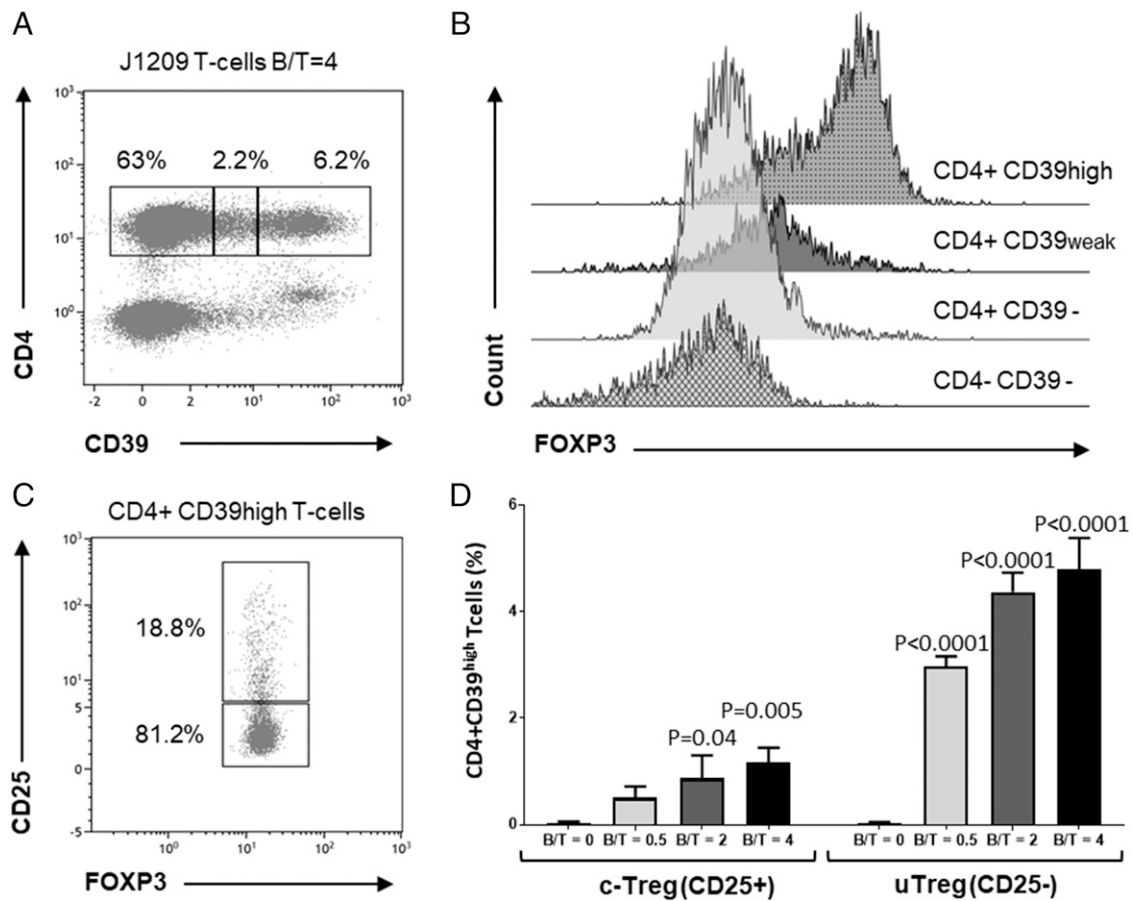 A
J1209 T-cells B/T=4
10³
10²
10¹
10⁰
63% 2.2% 6.2%
-2 0 2 10¹ 10² 10³
CD4
CD39
B
CD4+ CD39high
CD4+ CD39weak
CD4+ CD39 -
CD4- CD39 -
Count
FOXP3
C
CD4+ CD39high T-cells
10³
10²
10¹
5
0
-5
18.8%
81.2%
10⁰ 10¹ 10² 10³
CD25
FOXP3
D
CD4+CD39high Tcells (%)
6
4
2
0
P=0.04
P=0.005
P<0.0001
P<0.0001
P<0.0001
B/T = 0 B/T = 0.5 B/T = 2 B/T = 4 B/T = 0 B/T = 0.5 B/T = 2 B/T = 4
c-Treg (CD25+) uTreg (CD25-)